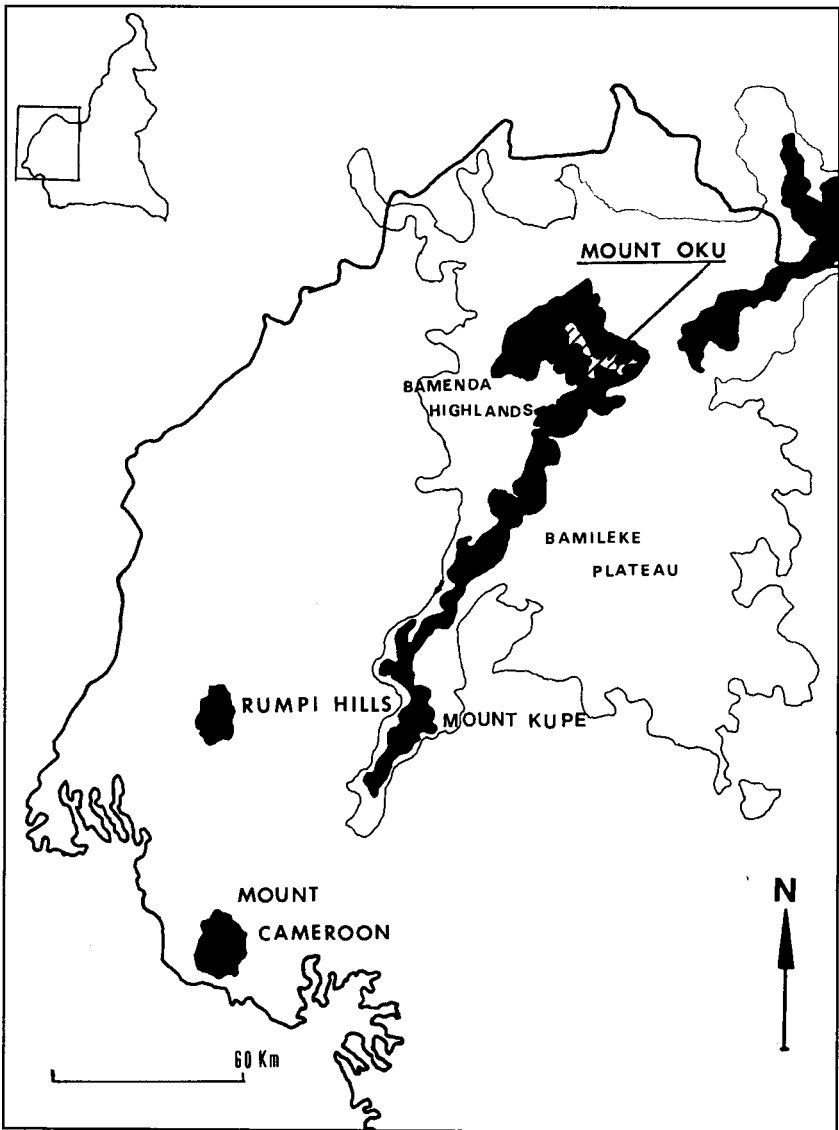 MOUNT OKU
BAMENDA
HIGHLANDS
BAMILEKE
PLATEAU
RUMPI HILLS
MOUNT KUPE
MOUNT
CAMEROON
N
60 Km